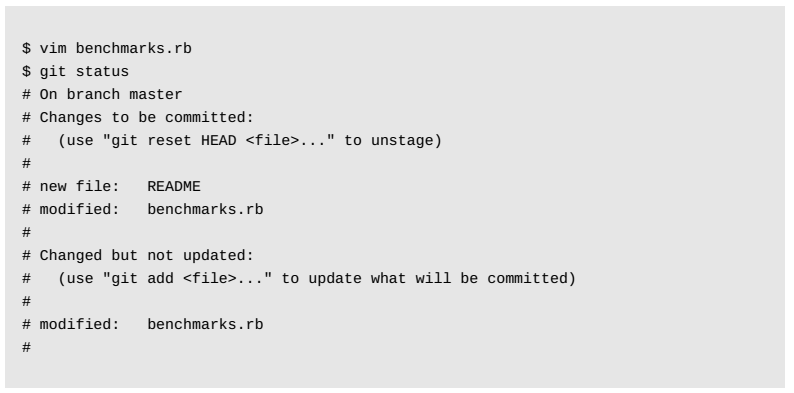 $ vim benchmarks.rb
$ git status
# On branch master
# Changes to be committed:
#   (use "git reset HEAD <file>..." to unstage)
#
# new file:   README
# modified:   benchmarks.rb
#
# Changed but not updated:
#   (use "git add <file>..." to update what will be committed)
#
# modified:   benchmarks.rb
#